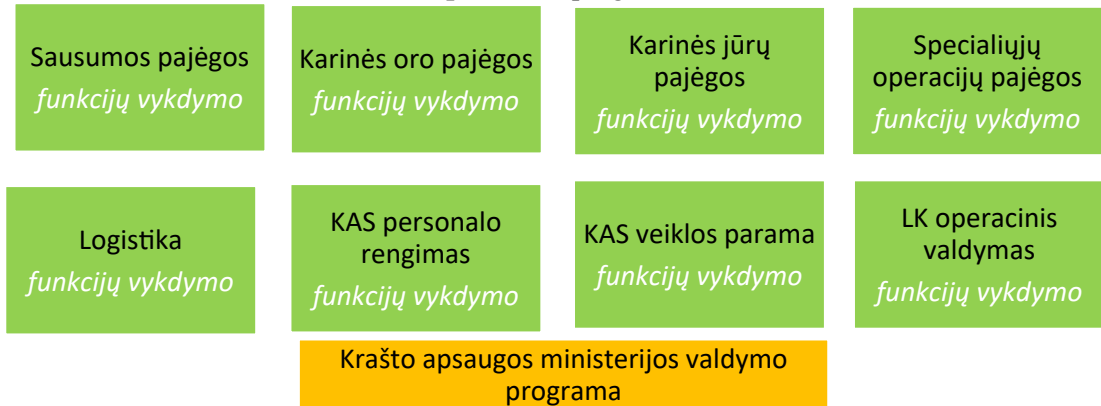 Sausumos pajėgos
funkcijų vykdymo
Karinės oro pajėgos
funkcijų vykdymo
Karinės jūrų
pajėgos
funkcijų vykdymo
Specialiųjų
operacijų pajėgos
funkcijų vykdymo
Logistika
funkcijų vykdymo
KAS personalo
rengimas
funkcijų vykdymo
KAS veiklos parama
funkcijų vykdymo
LK operacinis
valdymas
funkcijų vykdymo
Krašto apsaugos ministerijos valdymo
programa